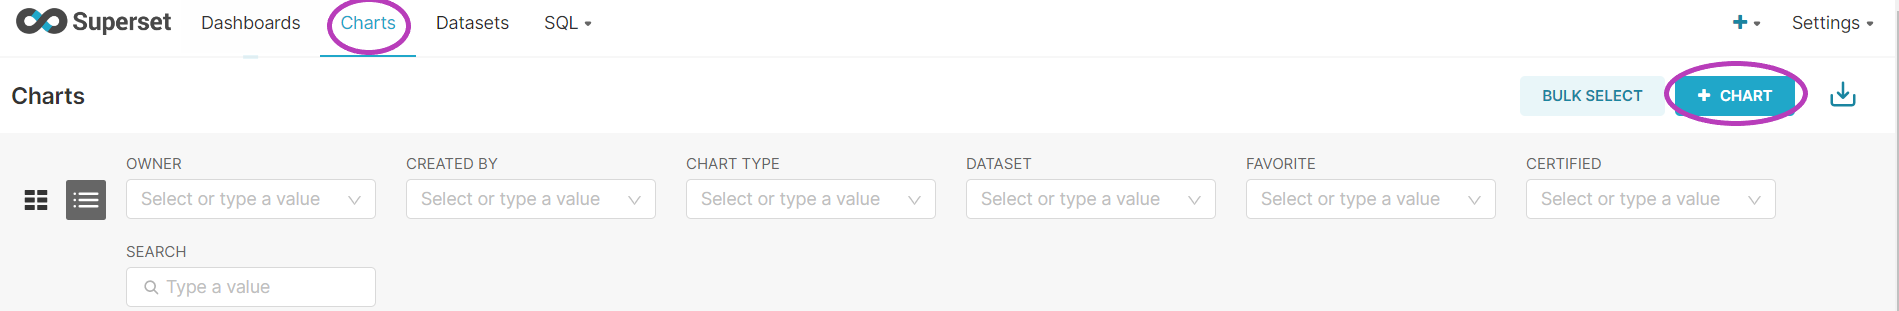 Superset Dashboards Charts Datasets SQL Settings
Charts BULK SELECT + CHART
OWNER CREATED BY CHART TYPE DATASET FAVORITE CERTIFIED
Select or type a value Select or type a value Select or type a value Select or type a value Select or type a value Select or type a value
SEARCH
Type a value